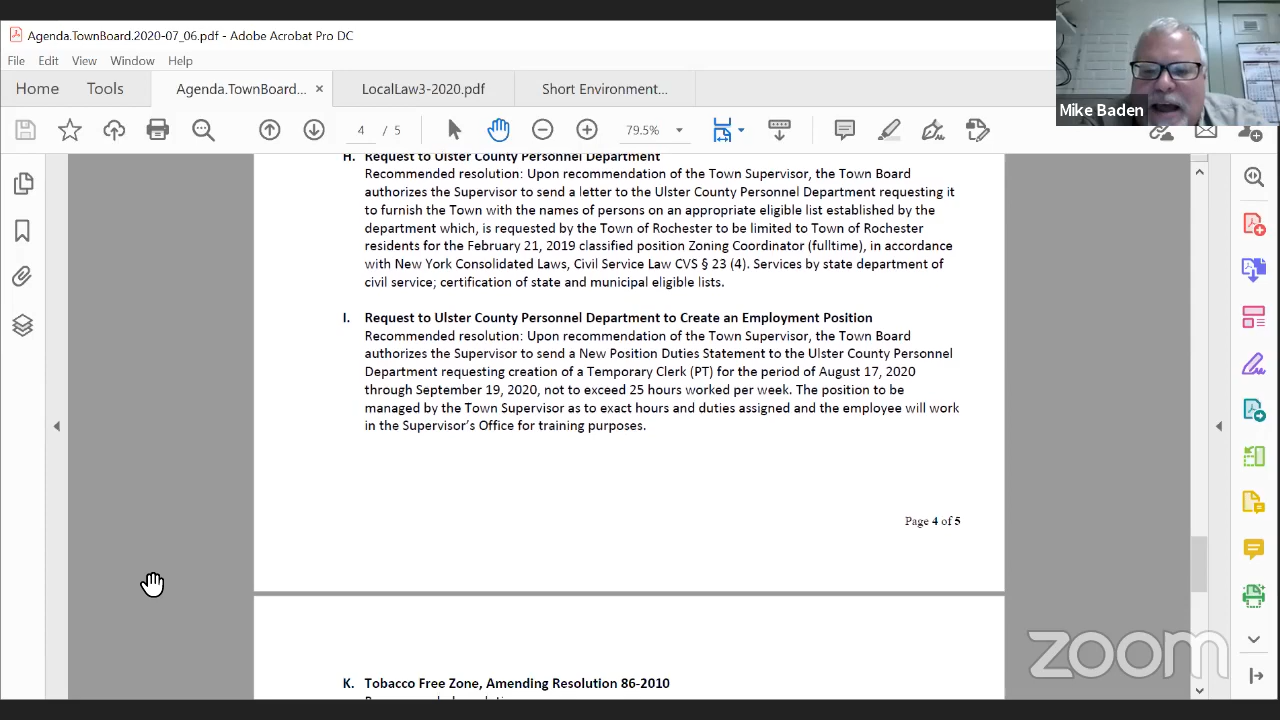 Agenda.TownBoard.2020-07_06.pdf - Adobe Acrobat Pro DC
File Edit View Window Help
Home Tools Agenda.TownBoard... × LocalLaw3-2020.pdf Short Environment...
4 / 5 79.5%
Mike Baden
H. Request to Ulster County Personnel Department
Recommended resolution: Upon recommendation of the Town Supervisor, the Town Board
authorizes the Supervisor to send a letter to the Ulster County Personnel Department requesting it
to furnish the Town with the names of persons on an appropriate eligible list established by the
department which, is requested by the Town of Rochester to be limited to Town of Rochester
residents for the February 21, 2019 classified position Zoning Coordinator (fulltime), in accordance
with New York Consolidated Laws, Civil Service Law CVS § 23 (4). Services by state department of
civil service; certification of state and municipal eligible lists.
I. Request to Ulster County Personnel Department to Create an Employment Position
Recommended resolution: Upon recommendation of the Town Supervisor, the Town Board
authorizes the Supervisor to send a New Position Duties Statement to the Ulster County Personnel
Department requesting creation of a Temporary Clerk (PT) for the period of August 17, 2020
through September 19, 2020, not to exceed 25 hours worked per week. The position to be
managed by the Town Supervisor as to exact hours and duties assigned and the employee will work
in the Supervisor's Office for training purposes.
Page 4 of 5
zoom
K. Tobacco Free Zone, Amending Resolution 86-2010